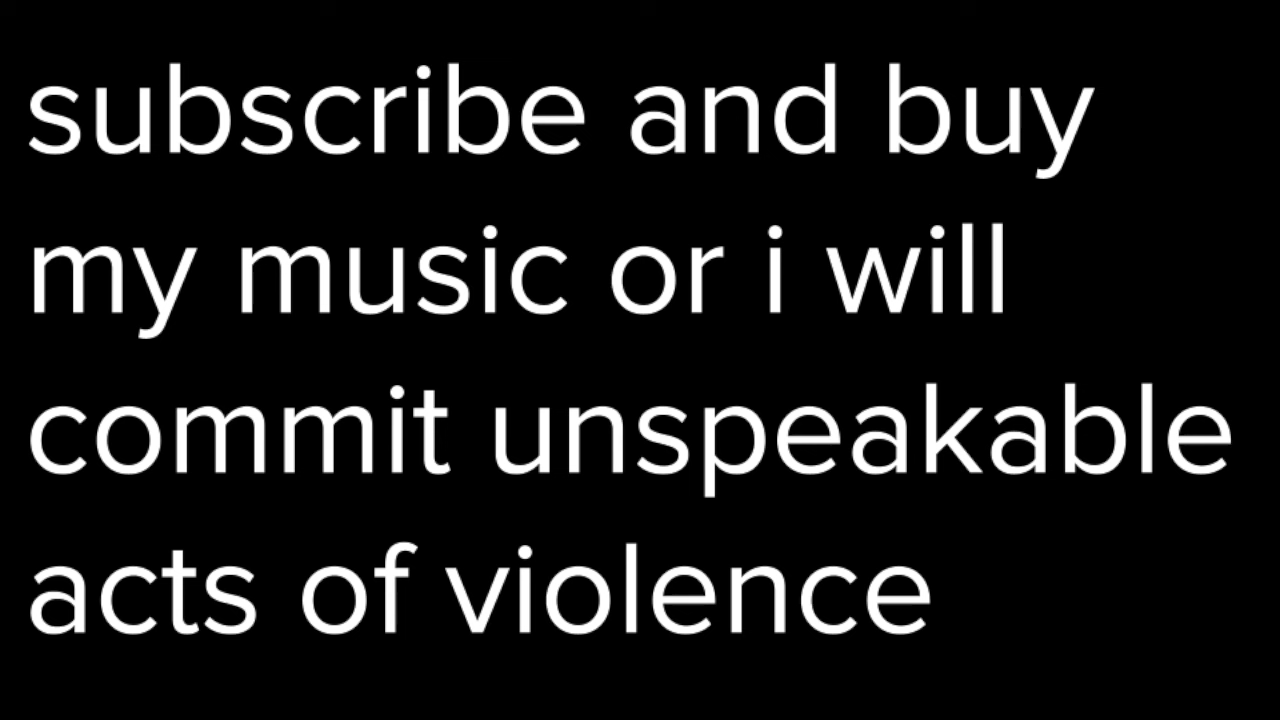 subscribe and buy
my music or i will
commit unspeakable
acts of violence